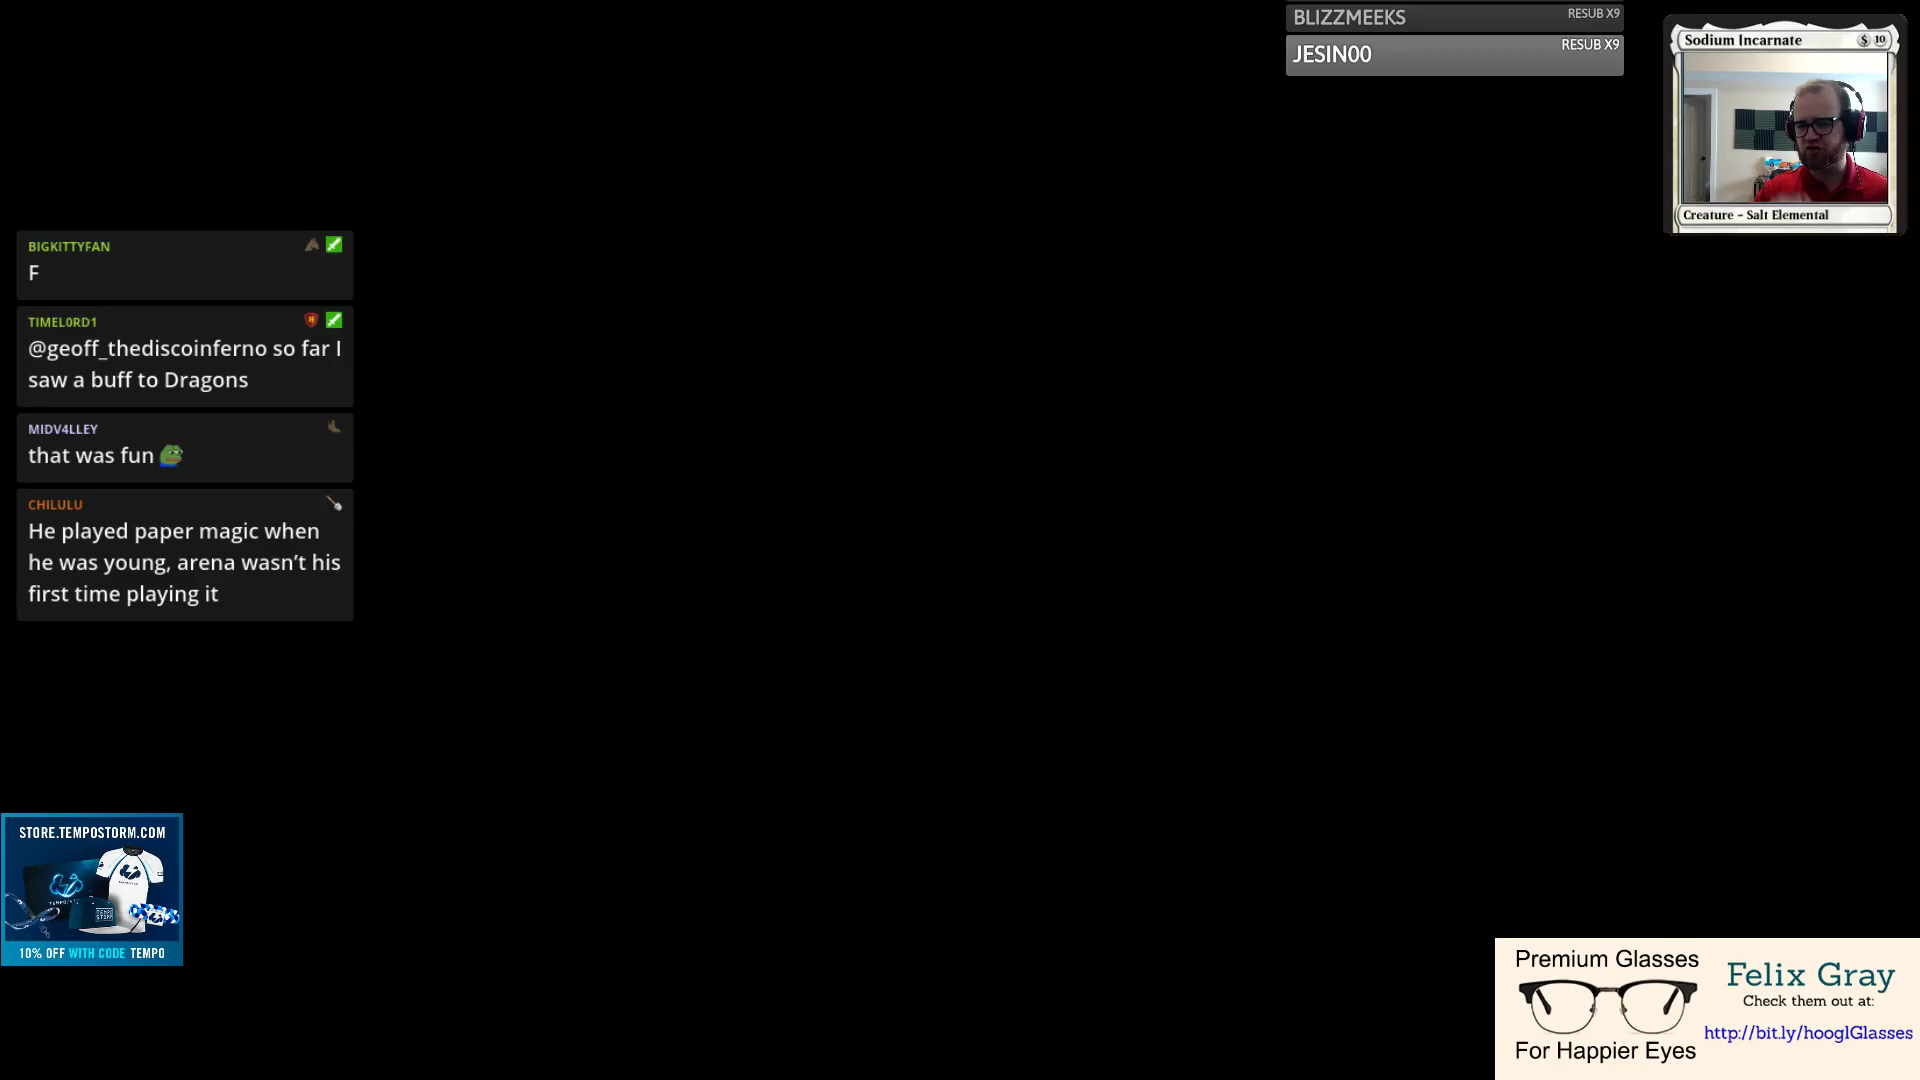 BLIZZMEEKS RESUB X9
JESIN00 RESUB X9
Sodium Incarnate $ 10
Creature – Salt Elemental
BIGKITTYFAN
F
TIMEL0RD1
@geoff_thediscoinferno so far I
saw a buff to Dragons
MIDV4LLEY
that was fun
CHILULU
He played paper magic when
he was young, arena wasn’t his
first time playing it
STORE.TEMPOSTORM.COM
TEMPO
STORM
10% OFF WITH CODE TEMPO
Premium Glasses
For Happier Eyes
Felix Gray
Check them out at:
http://bit.ly/hooglGlasses